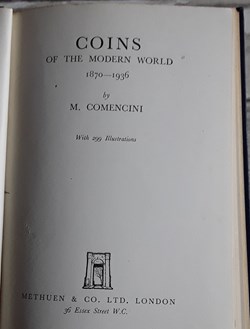 COINS
OF THE MODERN WORLD
1870—1936
by
M. COMENCINI
With 299 Illustrations
METHUEN & CO. LTD. LONDON
36 Essex Street W.C.